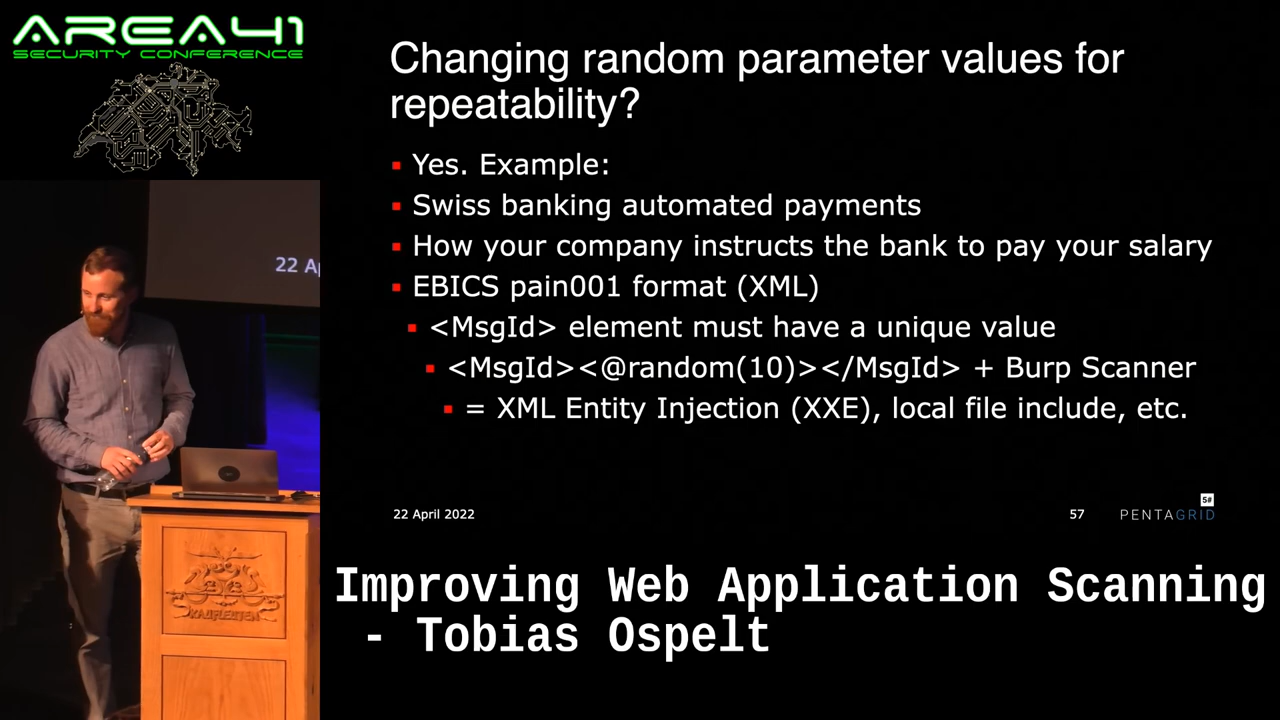 AREA41
SECURITY CONFERENCE
Changing random parameter values for
repeatability?
Yes. Example:
Swiss banking automated payments
How your company instructs the bank to pay your salary
EBICS pain001 format (XML)
<MsgId> element must have a unique value
<MsgId><@random(10)></MsgId> + Burp Scanner
= XML Entity Injection (XXE), local file include, etc.
22 Ap
22 April 2022
57
5#
PENTAGRID
KAUFLEUTEN
Improving Web Application Scanning
- Tobias Ospelt